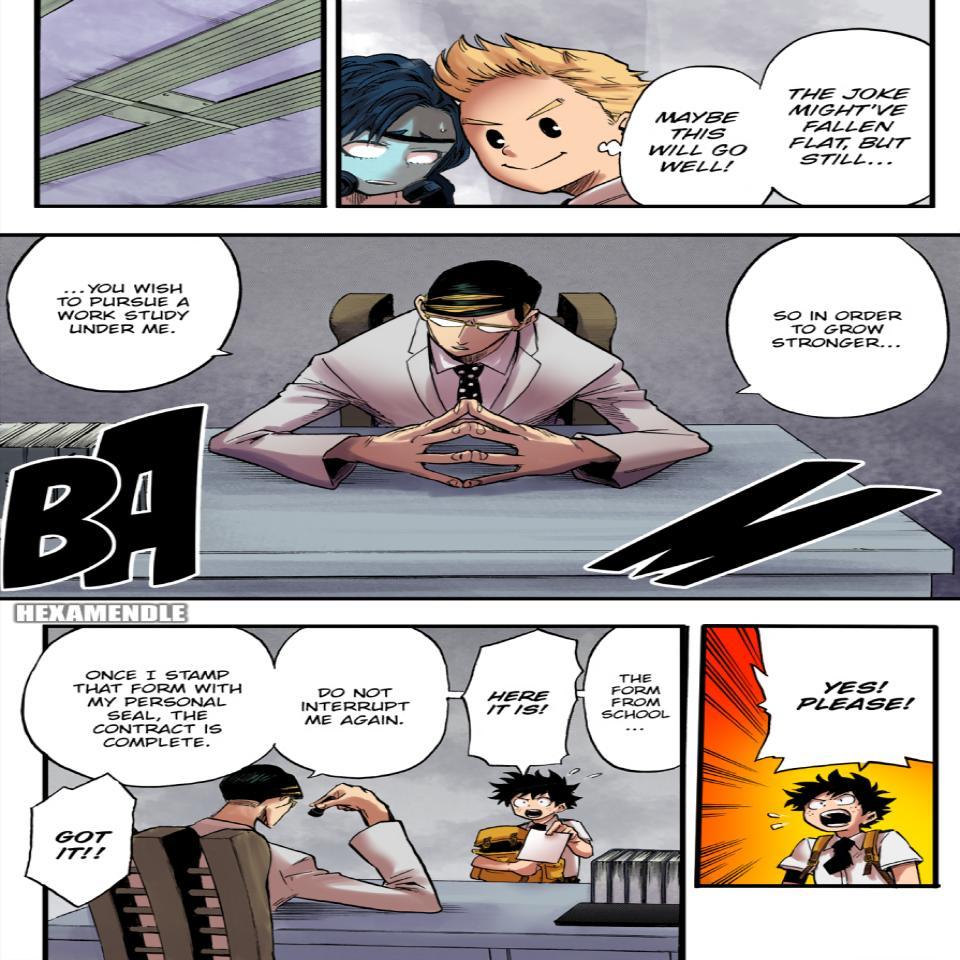 THE JOKE
MIGHT'VE
FALLEN
FLAT, BUT
STILL...
MAYBE
THIS
WILL GO
WELL!
SO IN ORDER
TO GROW
STRONGER...
...YOU WISH
TO PURSUE A
WORK STUDY
UNDER ME.
BAM
HEXAMENDLE
YES!
PLEASE!
THE
FORM
FROM
SCHOOL
...
HERE
IT IS!
DO NOT
INTERRUPT
ME AGAIN.
ONCE I STAMP
THAT FORM WITH
MY PERSONAL
SEAL, THE
CONTRACT IS
COMPLETE.
GOT
IT!!